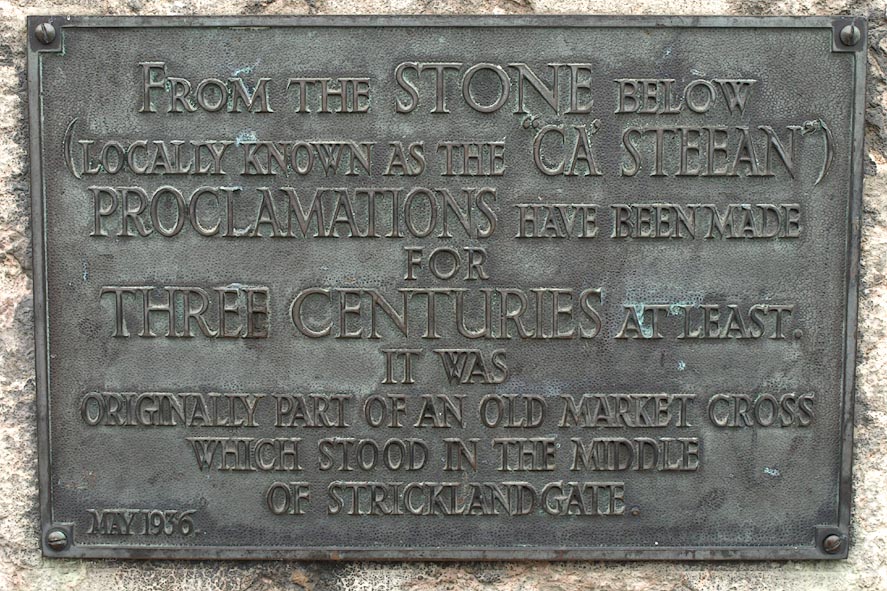 FROM THE STONE BELOW
(LOCALLY KNOWN AS THE "CA" STEEAN")
PROCLAMATIONS HAVE BEEN MADE
FOR
THREE CENTURIES AT LEAST.
IT WAS
ORIGINALLY PART OF AN OLD MARKET CROSS
WHICH STOOD IN THE MIDDLE
OF STRICKLANDGATE.
MAY 1936.